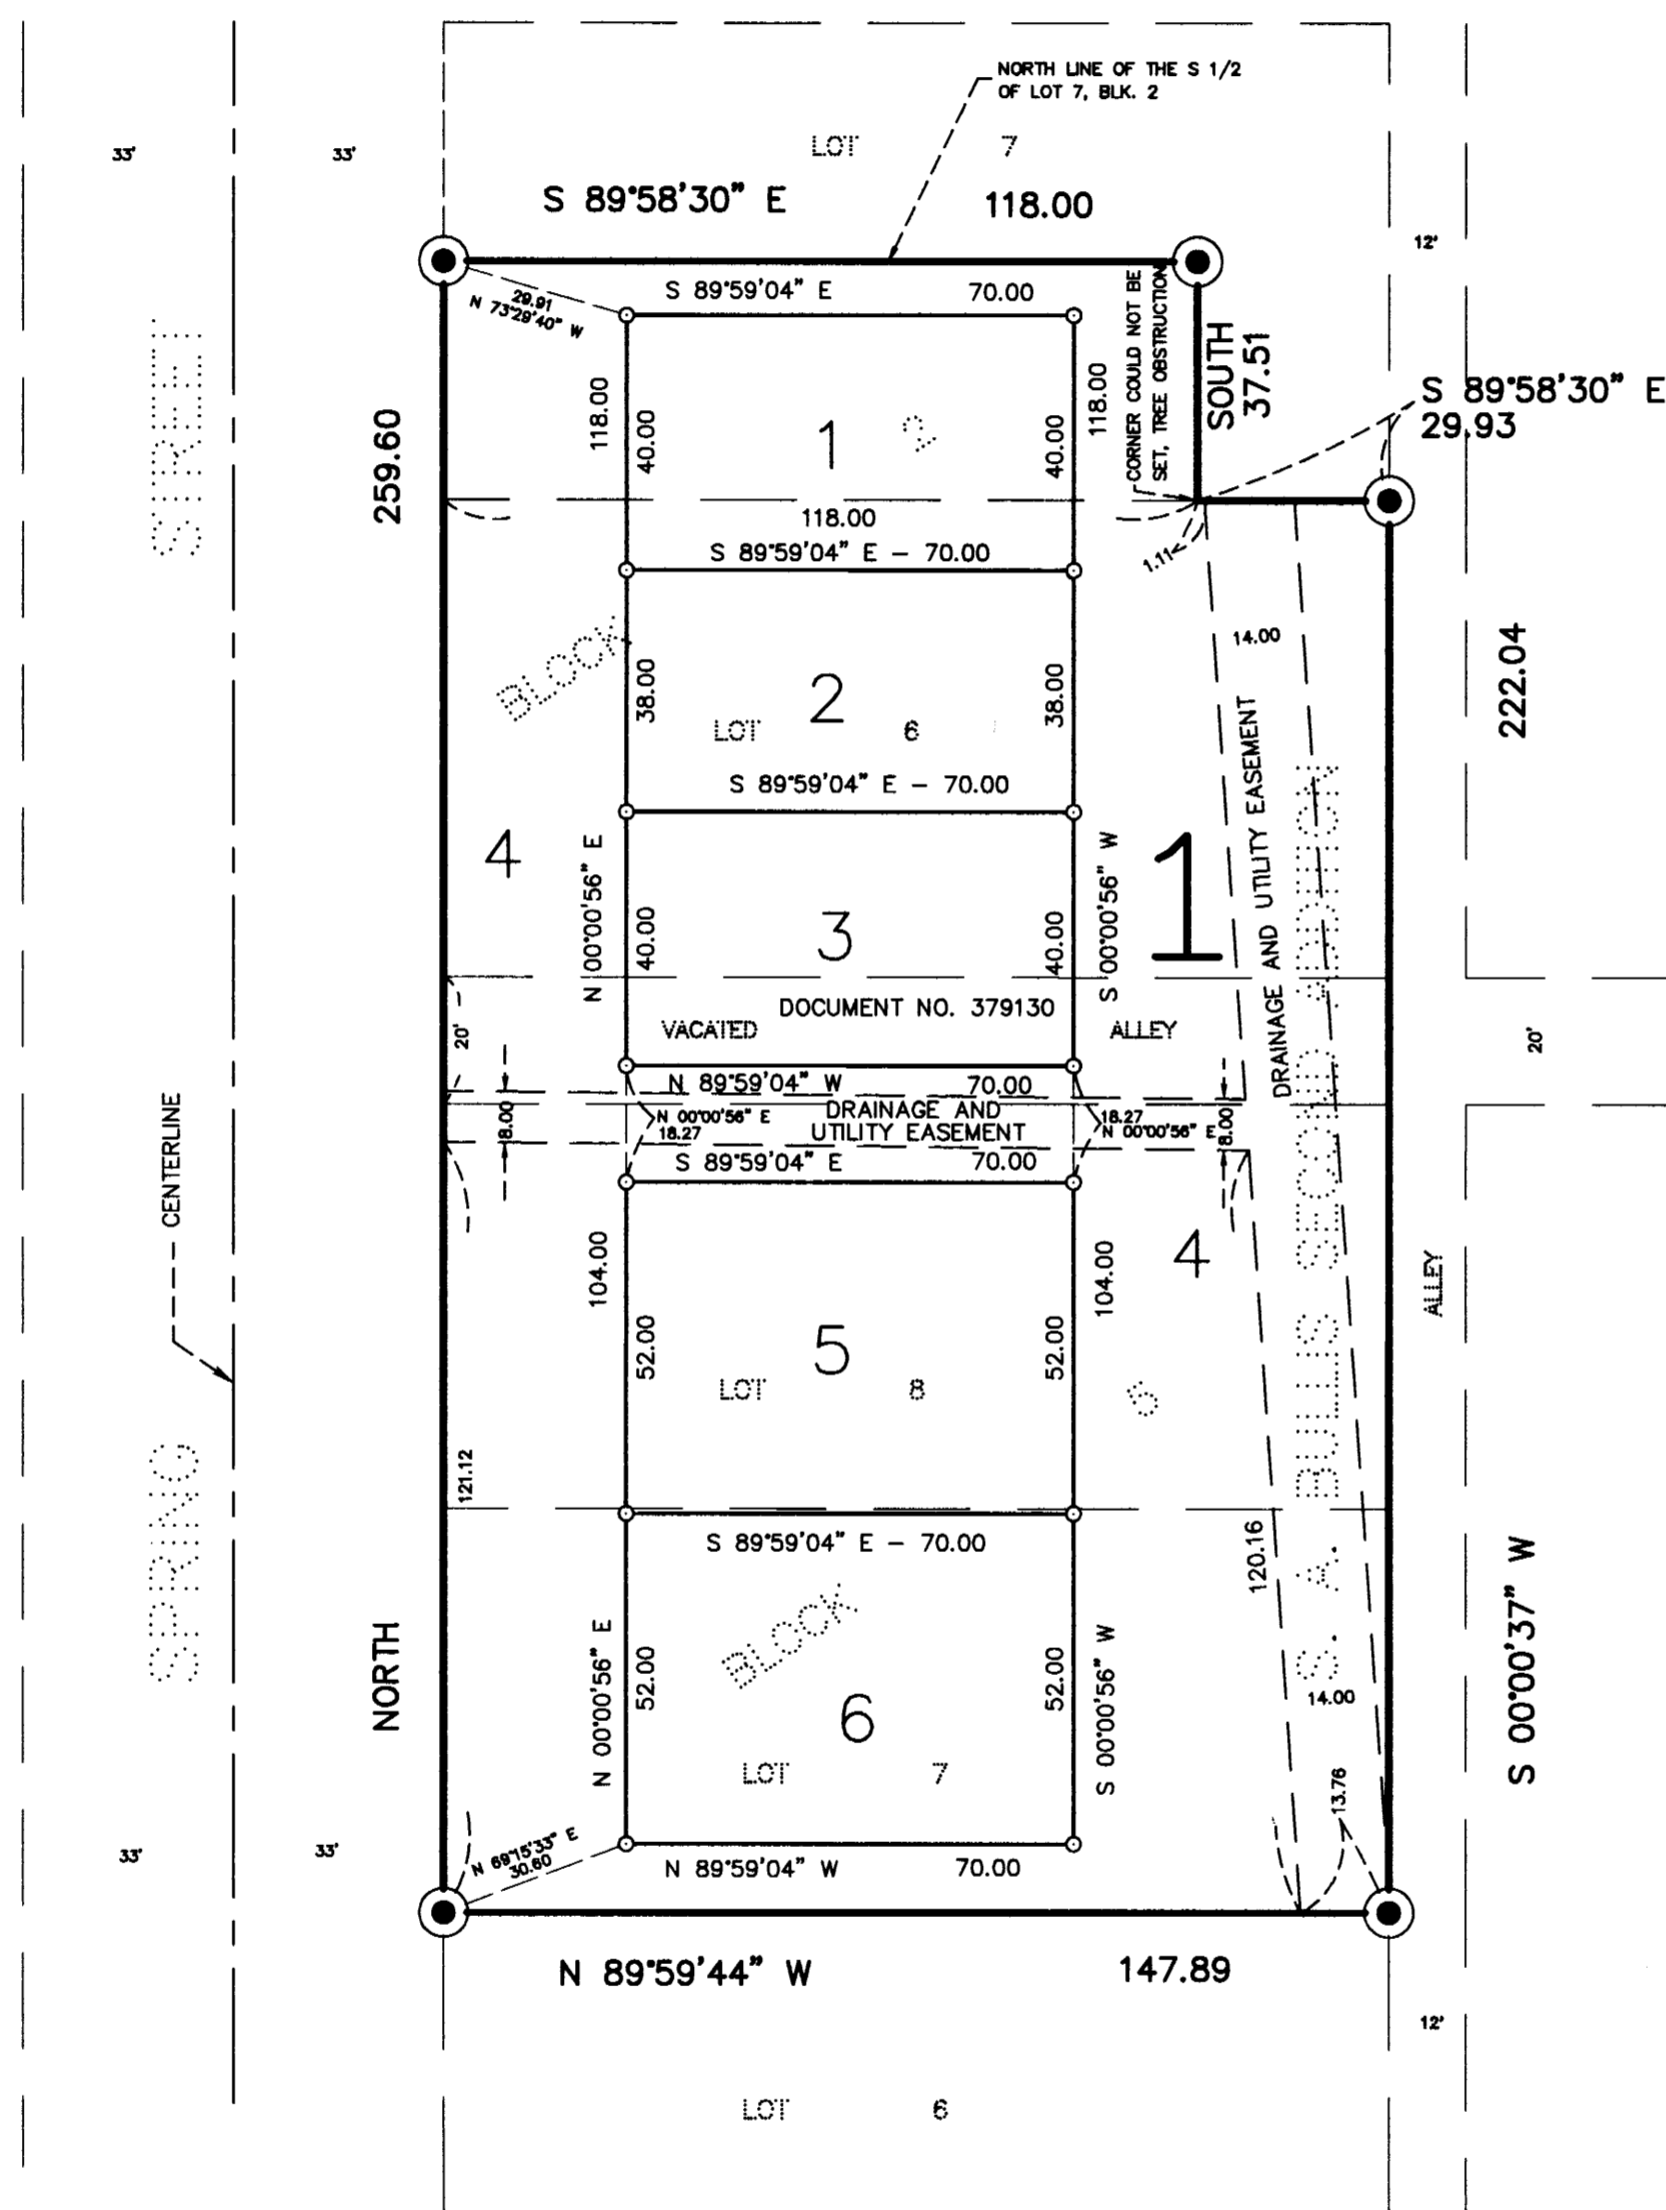 NORTH LINE OF THE S 1/2
OF LOT 7, BLK. 2
33'
33'
LOT 7
S 89°58'30" E 118.00
12'
S 89°59'04" E 70.00
29.91
N 73°29'40" W
CORNER COULD NOT BE
SET, TREE OBSTRUCTION
SOUTH
37.51
S 89°58'30" E
29.93
STREET
259.60
118.00
40.00
1
2
40.00
118.00
118.00
S 89°59'04" E – 70.00
1.11
14.00
222.04
BLOCK
38.00
2
38.00
LOT 6
S 89°59'04" E – 70.00
4
N 00°00'56" E
40.00
3
40.00
S 00°00'56" W
1
DRAINAGE AND UTILITY EASEMENT
DOCUMENT NO. 379130
VACATED ALLEY
20'
20'
N 89°59'04" W 70.00
8.00
N 00°00'56" E
18.27
DRAINAGE AND
UTILITY EASEMENT
18.27
N 00°00'56" E
8.00
S 89°59'04" E 70.00
CENTERLINE
104.00
52.00
5
52.00
104.00
4
LOT 8
5
ALLEY
S. A. BULLIS SECOND ADDITION
SPRING
121.12
S 89°59'04" E – 70.00
120.16
BLOCK
NORTH
N 00°00'56" E
52.00
6
52.00
S 00°00'56" W
LOT 7
14.00
13.76
S 00°00'37" W
33'
33'
N 69°15'33" E
30.60
N 89°59'04" W 70.00
N 89°59'44" W 147.89
12'
LOT 6